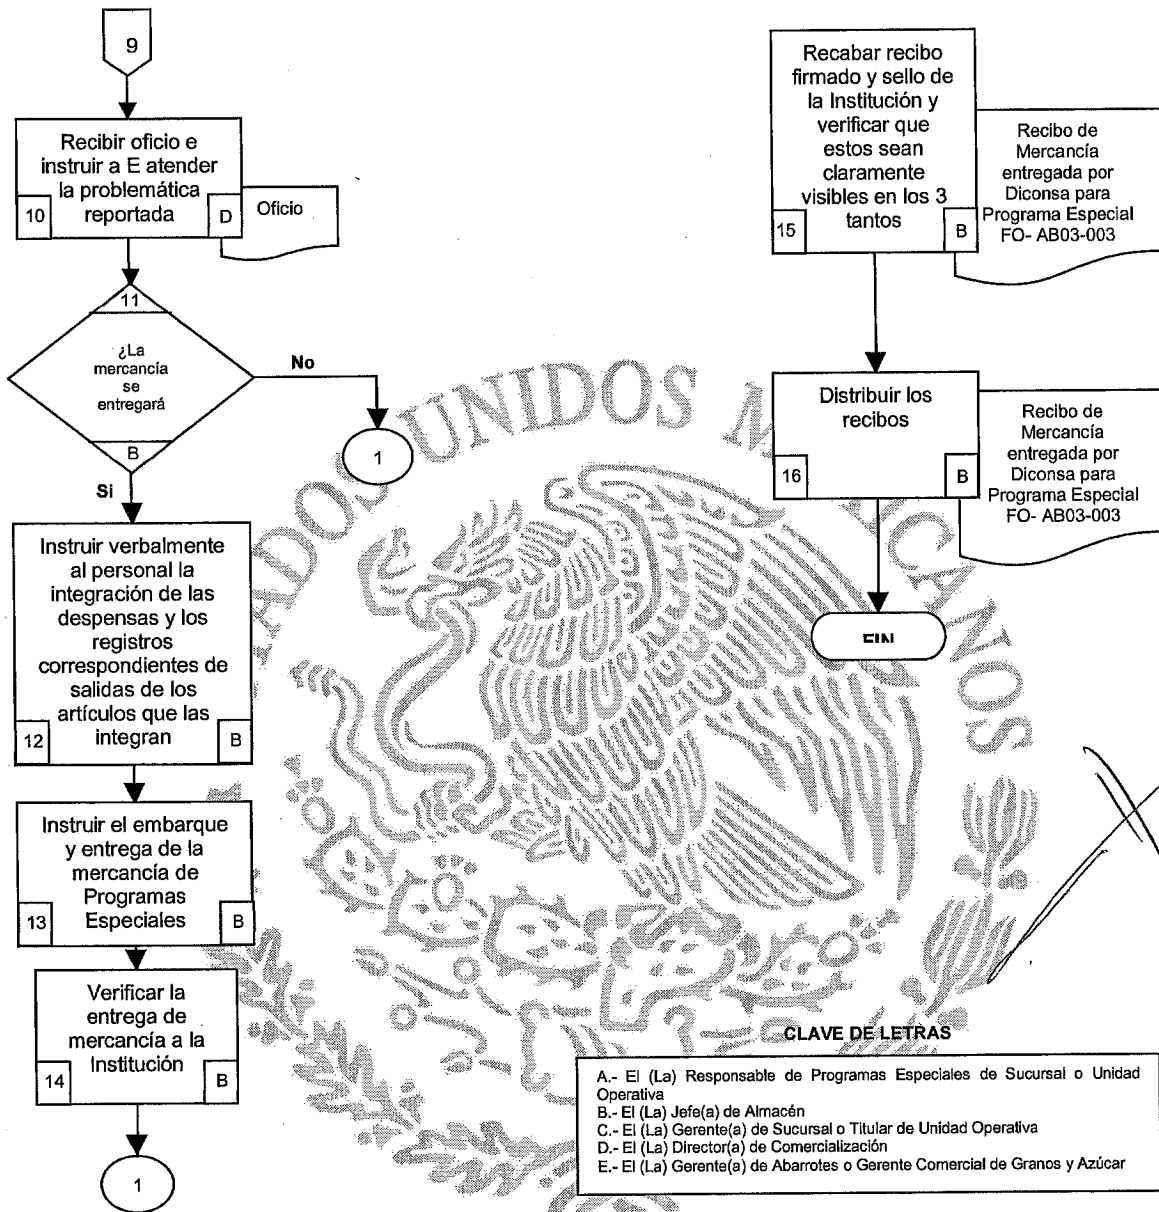 9
Recibir oficio e
instruir a E atender
la problemática
reportada
10
D
Oficio
11
¿La
mercancía
se
entregará
B
No
1
Si
Instruir verbalmente
al personal la
integración de las
despensas y los
registros
correspondientes de
salidas de los
artículos que las
integran
12
B
Instruir el embarque
y entrega de la
mercancía de
Programas
Especiales
13
B
Verificar la
entrega de
mercancía a la
Institución
14
B
1
Recabar recibo
firmado y sello de
la Institución y
verificar que
estos sean
claramente
visibles en los 3
tantos
15
B
Recibo de
Mercancía
entregada por
Diconsa para
Programa Especial
FO- AB03-003
Distribuir los
recibos
16
B
Recibo de
Mercancía
entregada por
Diconsa para
Programa Especial
FO- AB03-003
FIN
UNIDOS
CLAVE DE LETRAS
A.- El (La) Responsable de Programas Especiales de Sucursal o Unidad
Operativa
B.- El (La) Jefe(a) de Almacén
C.- El (La) Gerente(a) de Sucursal o Titular de Unidad Operativa
D.- El (La) Director(a) de Comercialización
E.- El (La) Gerente(a) de Abarrotes o Gerente Comercial de Granos y Azúcar